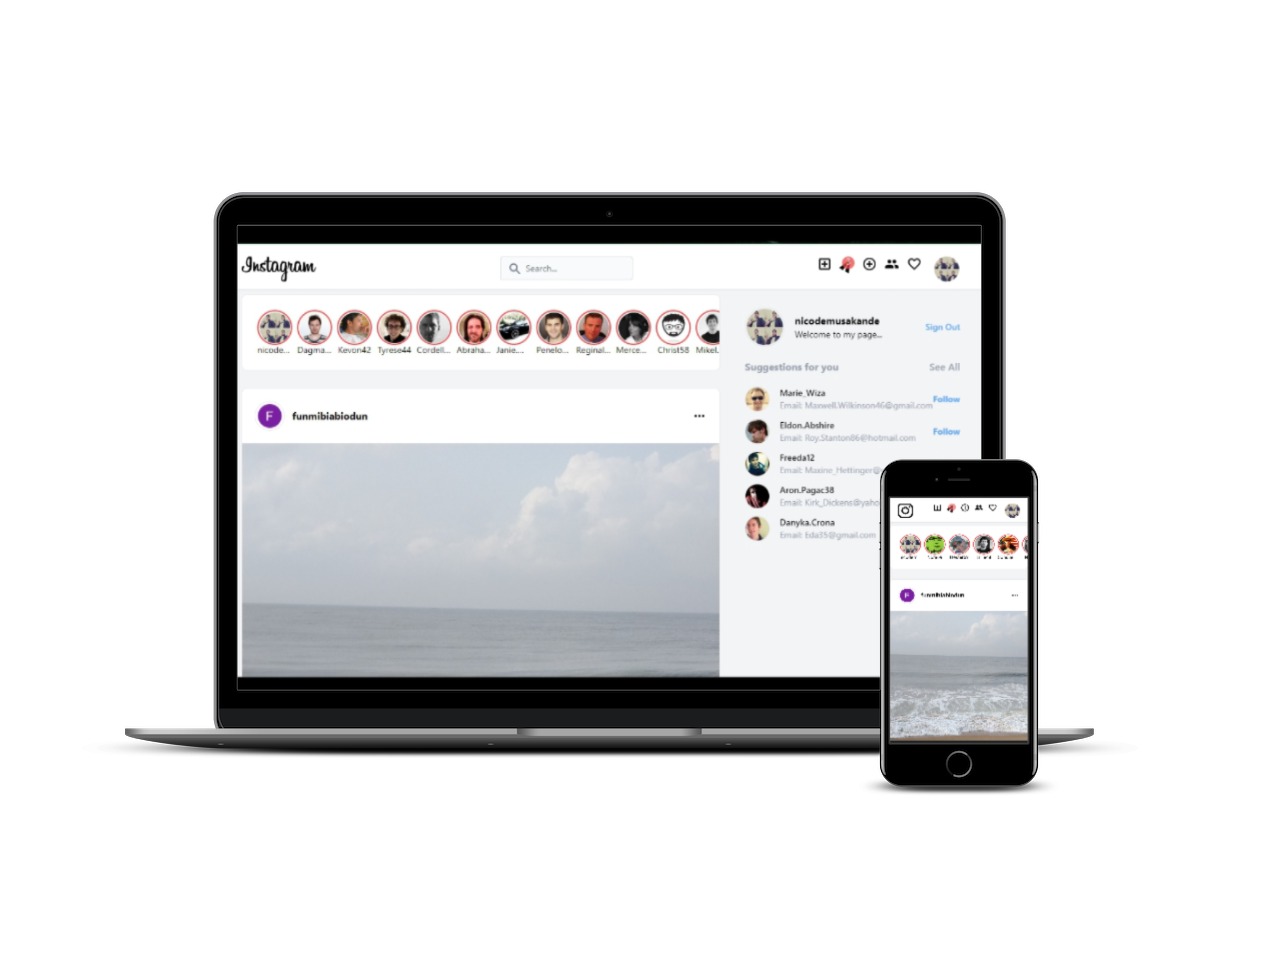 Instagram
Search...
nicode...
Dagma...
Kevon42
Tyrese44
Cordell...
Abraha...
Janie....
Penelo...
Reginal...
Merce...
Christ58
Mikel.
nicodemusakande
Welcome to my page...
Sign Out
Suggestions for you
See All
Marie_Wiza
Email: Maxwell.Wilkinson46@gmail.com
Follow
Eldon.Abshire
Email: Roy.Stanton86@hotmail.com
Follow
Freeda12
Email: Maxine_Hettinger@
Aron.Pagac38
Email: Kirk_Dickens@yaho
Danyka.Crona
Email: Eda35@gmail.com
F
funmibiabiodun
F
funmibiabiodun